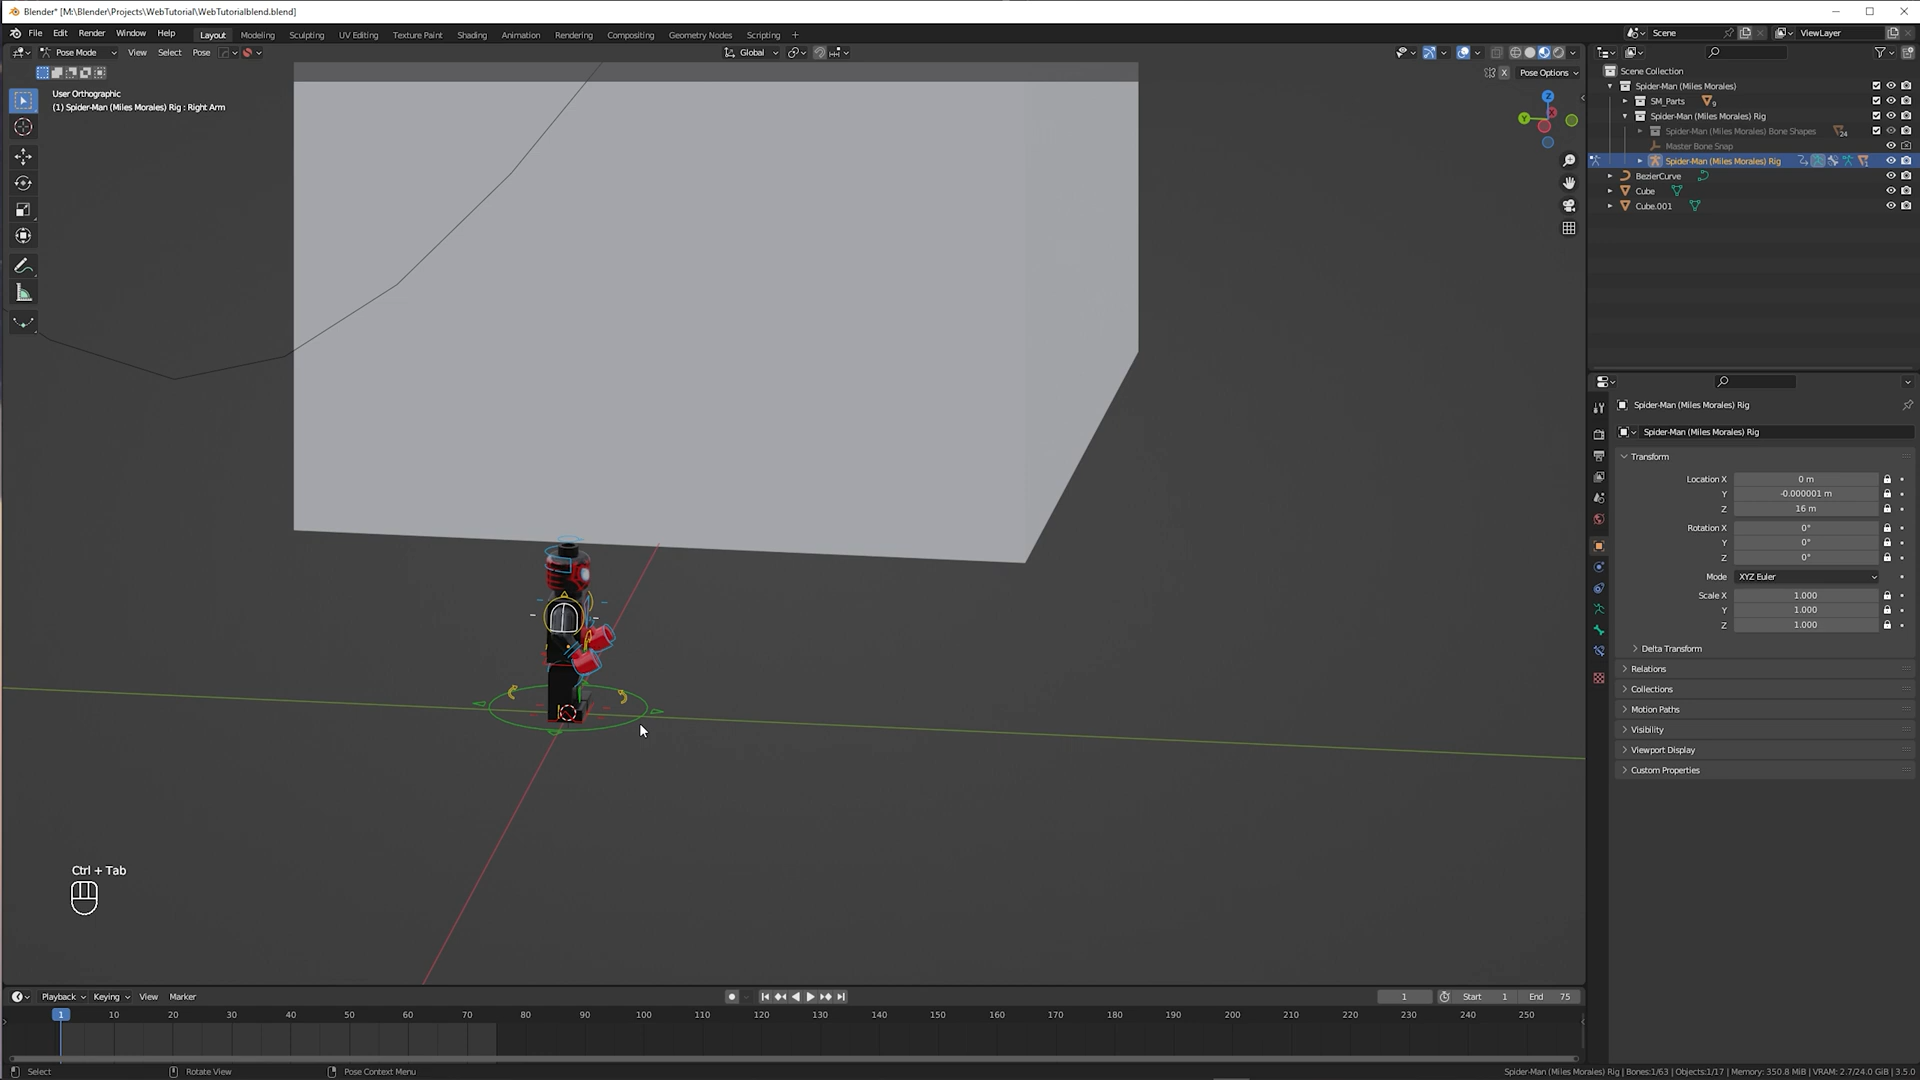 Blender* [M:\Blender\Projects\WebTutorial\WebTutorialblend.blend]
File Edit Render Window Help Layout Modeling Sculpting UV Editing Texture Paint Shading Animation Rendering Compositing Geometry Nodes Scripting + Scene ViewLayer
Pose Mode View Select Pose Global
X Pose Options
User Orthographic
(1) Spider-Man (Miles Morales) Rig : Right Arm
Z
Y
X
Scene Collection
Spider-Man (Miles Morales)
SM_Parts 9
Spider-Man (Miles Morales) Rig
Spider-Man (Miles Morales) Bone Shapes 24
Master Bone Snap
Spider-Man (Miles Morales) Rig
BezierCurve
Cube
Cube.001
Spider-Man (Miles Morales) Rig
Spider-Man (Miles Morales) Rig
Transform
Location X 0 m
Y -0.000001 m
Z 16 m
Rotation X 0°
Y 0°
Z 0°
Mode XYZ Euler
Scale X 1.000
Y 1.000
Z 1.000
Delta Transform
Relations
Collections
Motion Paths
Visibility
Viewport Display
Custom Properties
Ctrl + Tab
Playback Keying View Marker 1 Start 1 End 75
1 10 20 30 40 50 60 70 80 90 100 110 120 130 140 150 160 170 180 190 200 210 220 230 240 250
Select Rotate View Pose Context Menu Spider-Man (Miles Morales) Rig | Bones:1/63 | Objects:1/17 | Memory: 350.8 MiB | VRAM: 2.7/24.0 GiB | 3.5.0